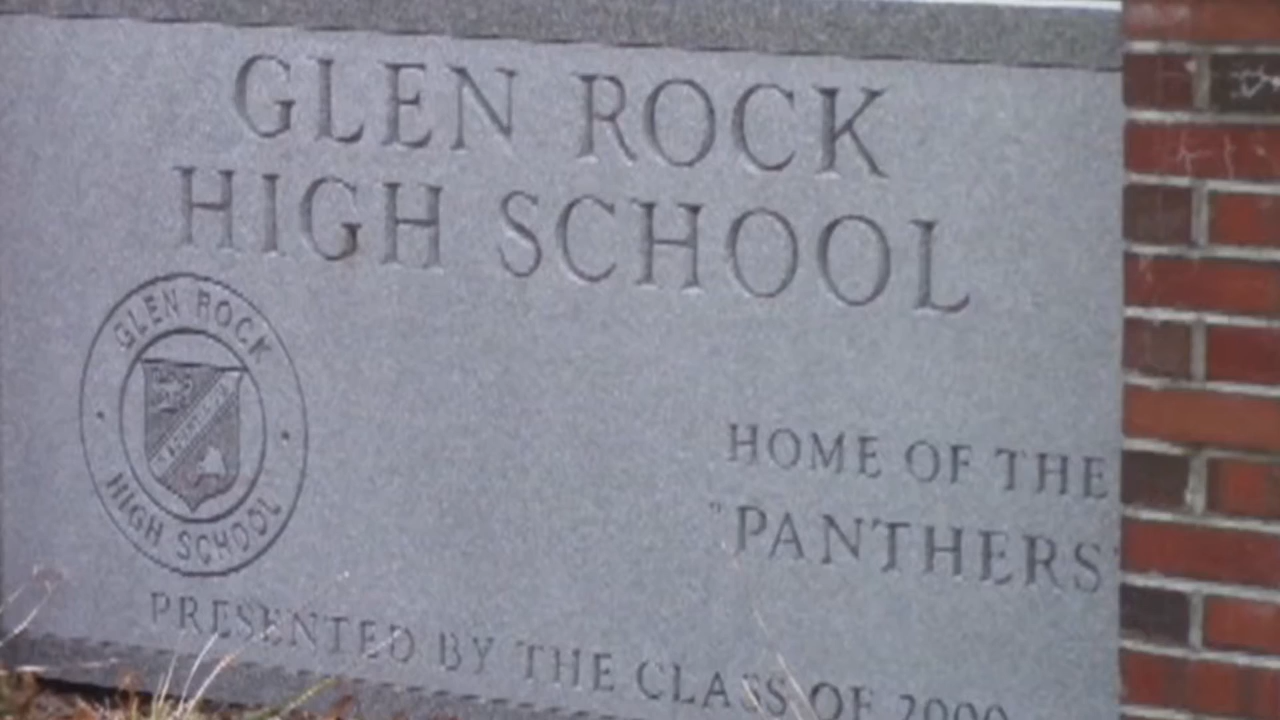 GLEN ROCK
HIGH SCHOOL
GLEN ROCK
HIGH SCHOOL
HOME OF THE
"PANTHERS"
PRESENTED BY THE CLASS OF 2000